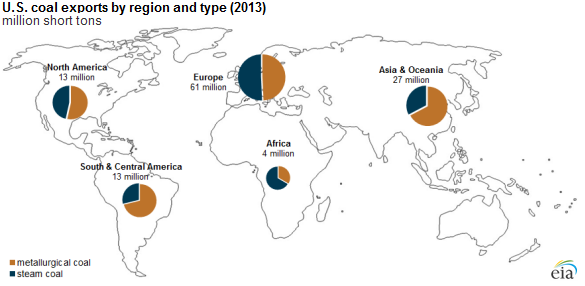 U.S. coal exports by region and type (2013)
million short tons
North America
13 million
Europe
61 million
Asia & Oceania
27 million
Africa
4 million
South & Central America
13 million
metallurgical coal
steam coal
eia